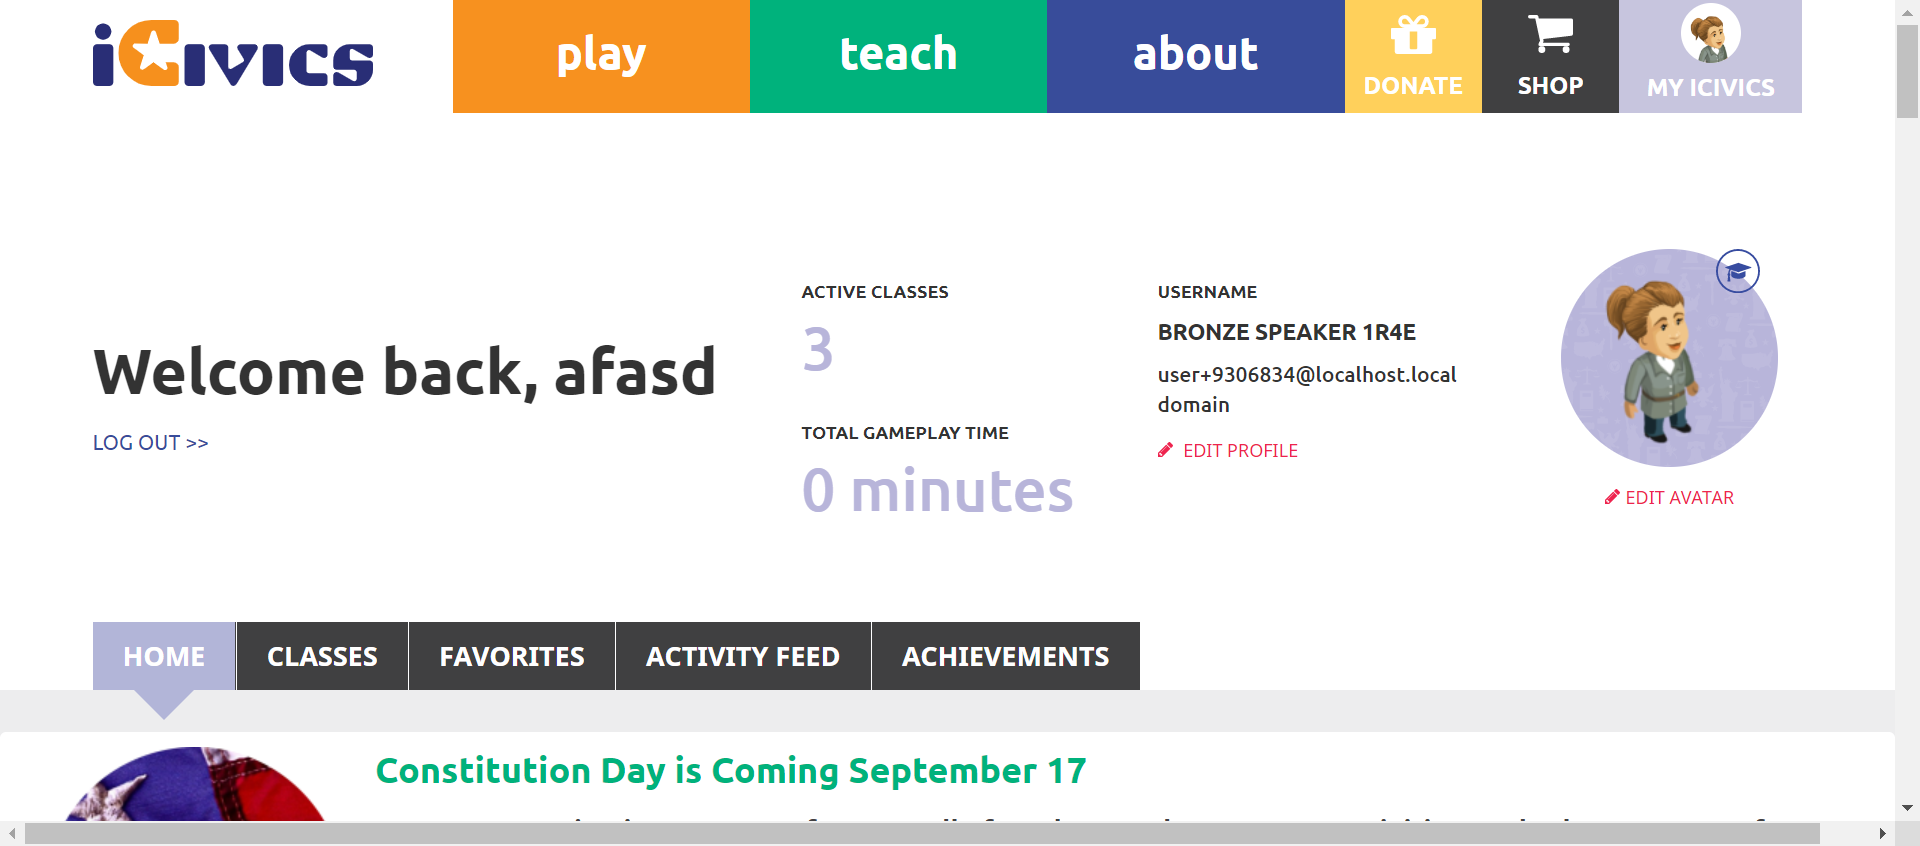 iCivics
play
teach
about
DONATE
SHOP
MY ICIVICS
Welcome back, afasd
LOG OUT >>
ACTIVE CLASSES
3
TOTAL GAMEPLAY TIME
0 minutes
USERNAME
BRONZE SPEAKER 1R4E
user+9306834@localhost.local
domain
EDIT PROFILE
EDIT AVATAR
HOME
CLASSES
FAVORITES
ACTIVITY FEED
ACHIEVEMENTS
Constitution Day is Coming September 17